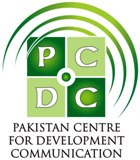 P C
D C
PAKISTAN CENTRE
FOR DEVELOPMENT
COMMUNICATION